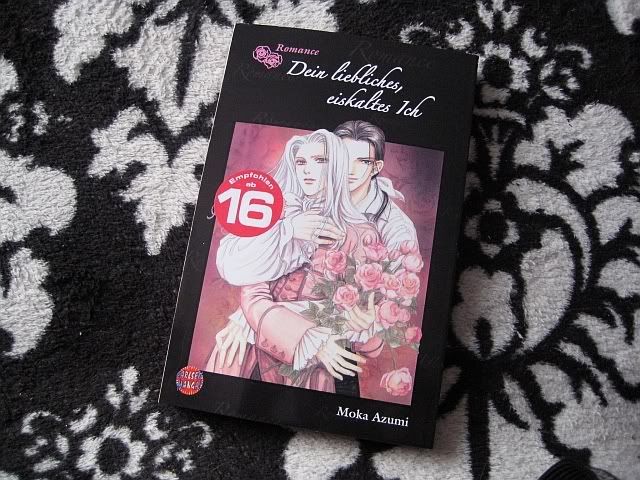 Romance
Dein liebliches,
eiskaltes Ich
Empfohlen
ab
16
Moka Azumi